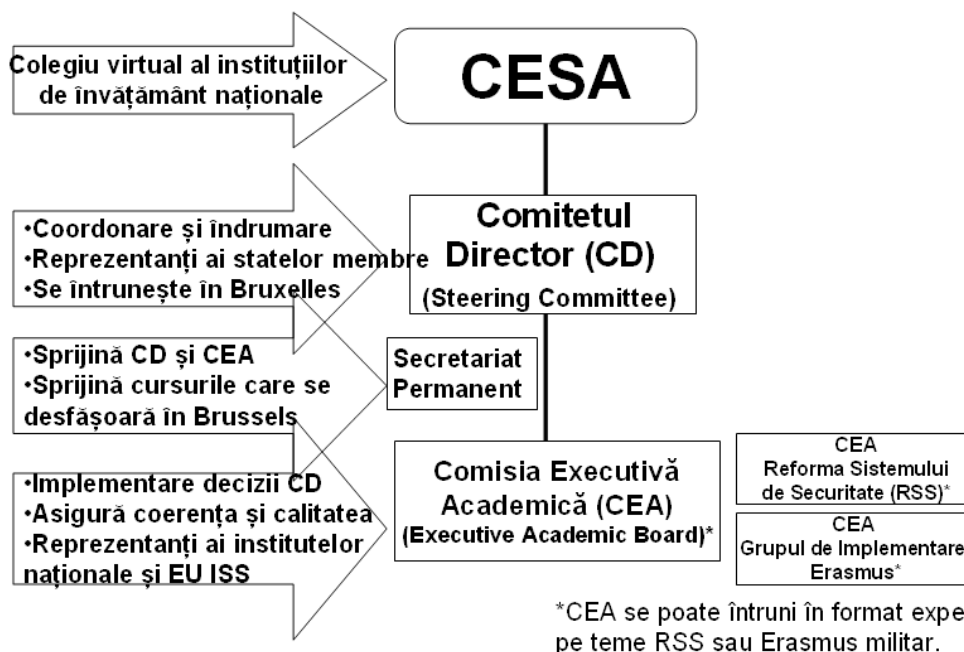 Colegiu virtual al instituțiilor
de învățământ naționale
CESA
•Coordonare și îndrumare
•Reprezentanți ai statelor membre
•Se întrunește în Bruxelles
Comitetul
Director (CD)
(Steering Committee)
•Sprijină CD și CEA
•Sprijină cursurile care se
desfășoară în Brussels
Secretariat
Permanent
•Implementare decizii CD
•Asigură coerența și calitatea
•Reprezentanți ai institutelor
naționale și EU ISS
Comisia Executivă
Academică (CEA)
(Executive Academic Board)*
CEA
Reforma Sistemului
de Securitate (RSS)*
CEA
Grupul de Implementare
Erasmus*
*CEA se poate întruni în format expe
pe teme RSS sau Erasmus militar.